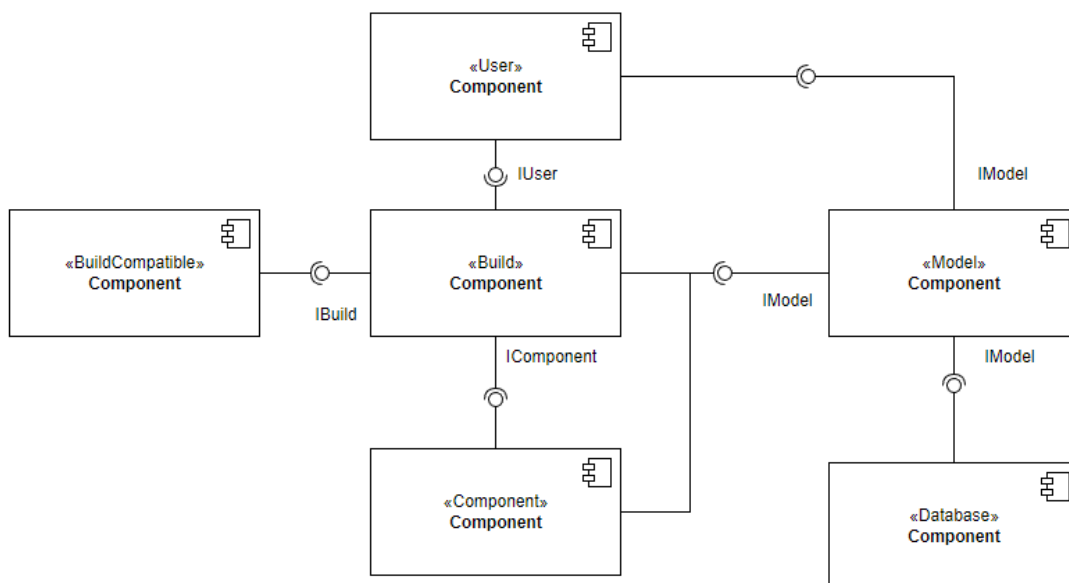 «User»
Component
IUser
IModel
«BuildCompatible»
Component
«Build»
Component
«Model»
Component
IBuild
IModel
IComponent
IModel
«Component»
Component
«Database»
Component